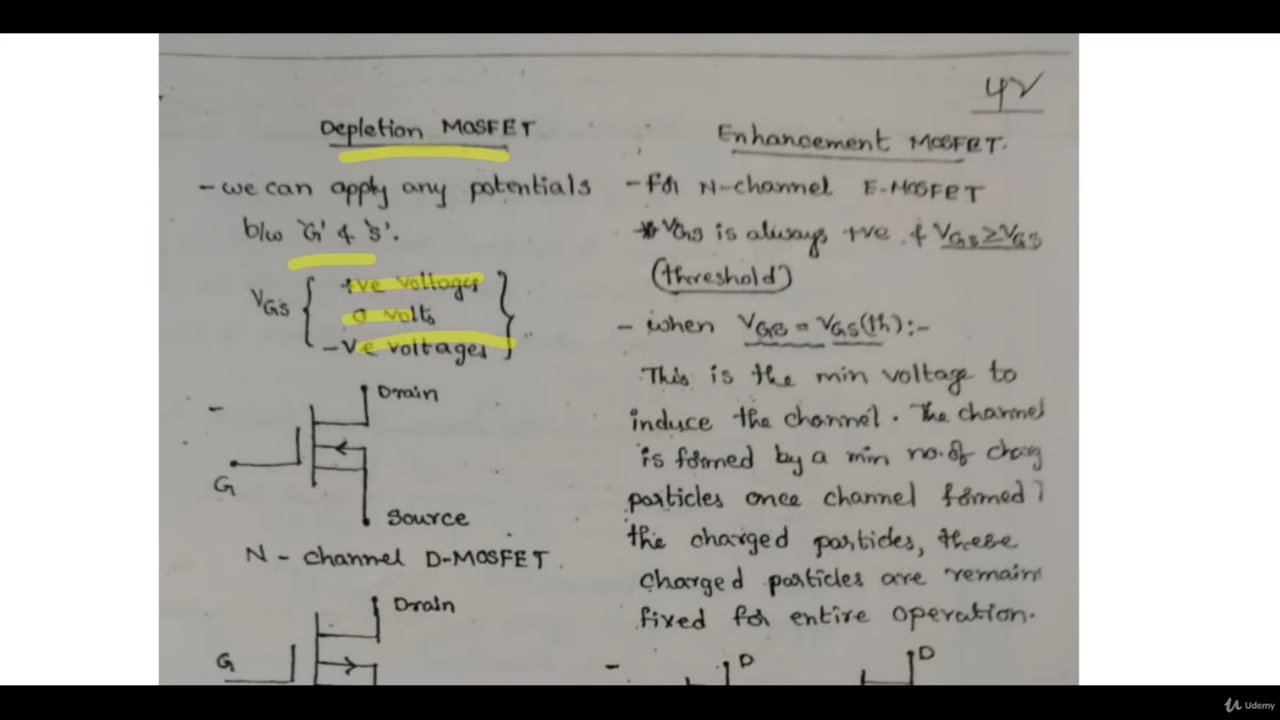 4V
Depletion MOSFET
- we can apply any potentials
b/w 'G' & 'S'.
VGS { +ve voltages
0 volts
-ve voltages }
- Drain
G
Source
N - channel D-MOSFET.
Drain
G
Enhancement MOSFET.
- For N-channel E-MOSFET
* VGS is always +ve & VGS ≥ VGS
(threshold)
- when VGS = VGS(th) :-
This is the min voltage to
induce the channel. The channel
is formed by a min no. of charg
particles once channel formed
the charged particles, these
charged particles are remain
fixed for entire operation.
- D
D
Udemy